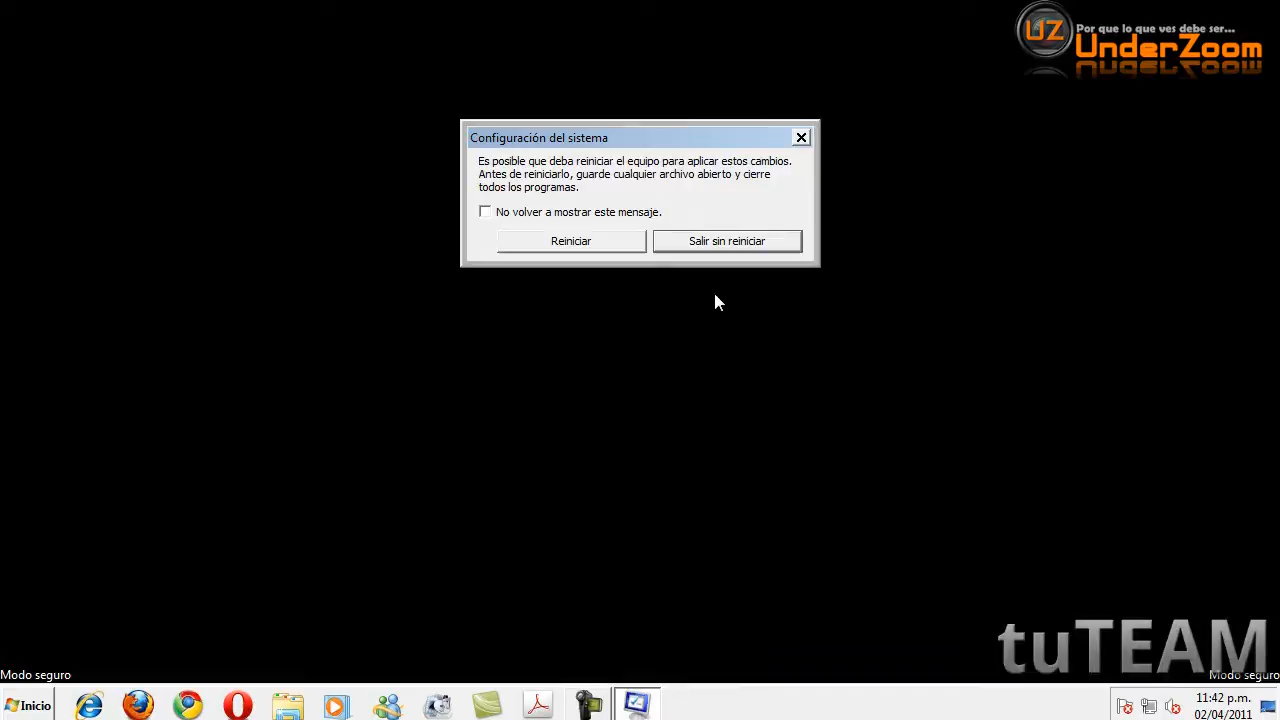 UZ
Por que lo que ves debe ser...
UnderZoom
Configuración del sistema
Es posible que deba reiniciar el equipo para aplicar estos cambios.
Antes de reiniciarlo, guarde cualquier archivo abierto y cierre
todos los programas.
No volver a mostrar este mensaje.
Reiniciar
Salir sin reiniciar
tuTEAM
Modo seguro
Modo seguro
Inicio
11:42 p.m.
02/04/2011